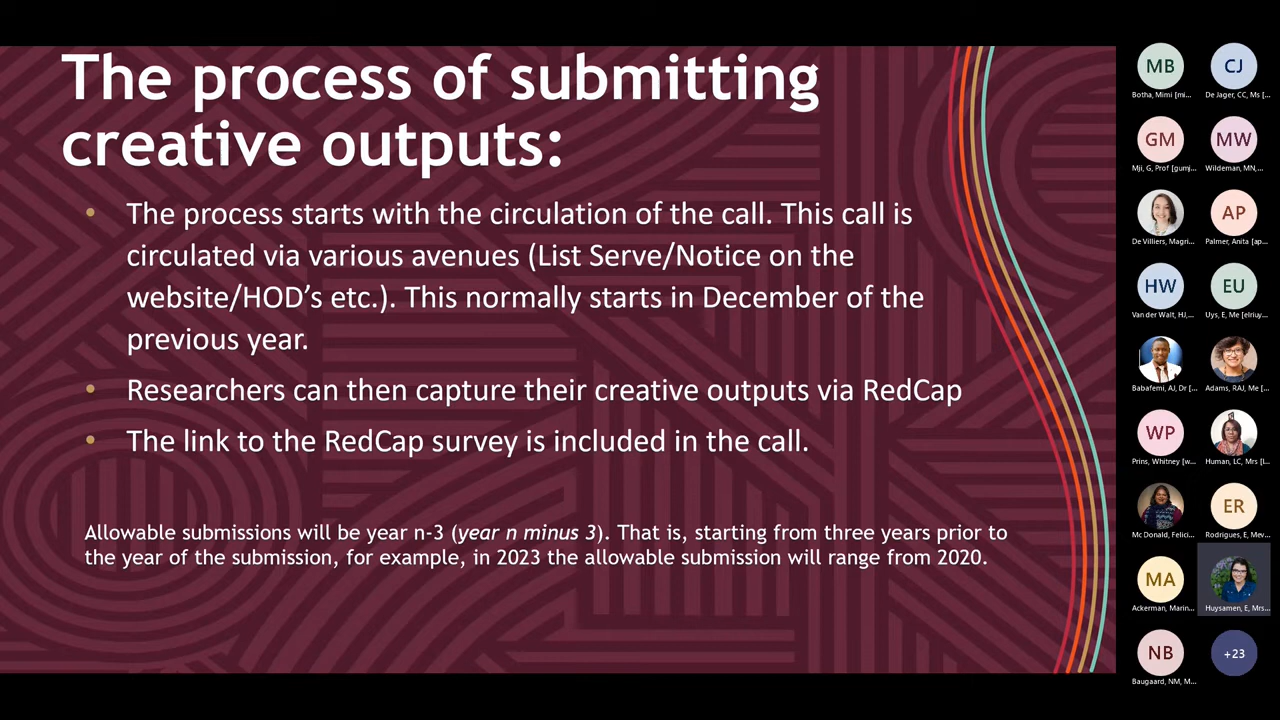 The process of submitting
creative outputs:
• The process starts with the circulation of the call. This call is
circulated via various avenues (List Serve/Notice on the
website/HOD’s etc.). This normally starts in December of the
previous year.
• Researchers can then capture their creative outputs via RedCap
• The link to the RedCap survey is included in the call.
Allowable submissions will be year n-3 (year n minus 3). That is, starting from three years prior to
the year of the submission, for example, in 2023 the allowable submission will range from 2020.
MB CJ
Botha, Mimi [mi... De Jager, CC, Ms [...
GM MW
Mji, G, Prof [gumj... Wildeman, MN,...
AP
De Villiers, Magri... Palmer, Anita [ap...
HW EU
Van der Walt, HJ,... Uys, E, Me [elriuy...
Babafemi, AJ, Dr [... Adams, RAJ, Me [...
WP
Prins, Whitney [w... Human, LC, Mrs [l...
ER
Mc Donald, Felici... Rodrigues, E, Mev...
MA
Ackerman, Marin... Huysamen, E, Mrs...
NB +23
Baugaard, NM, M...